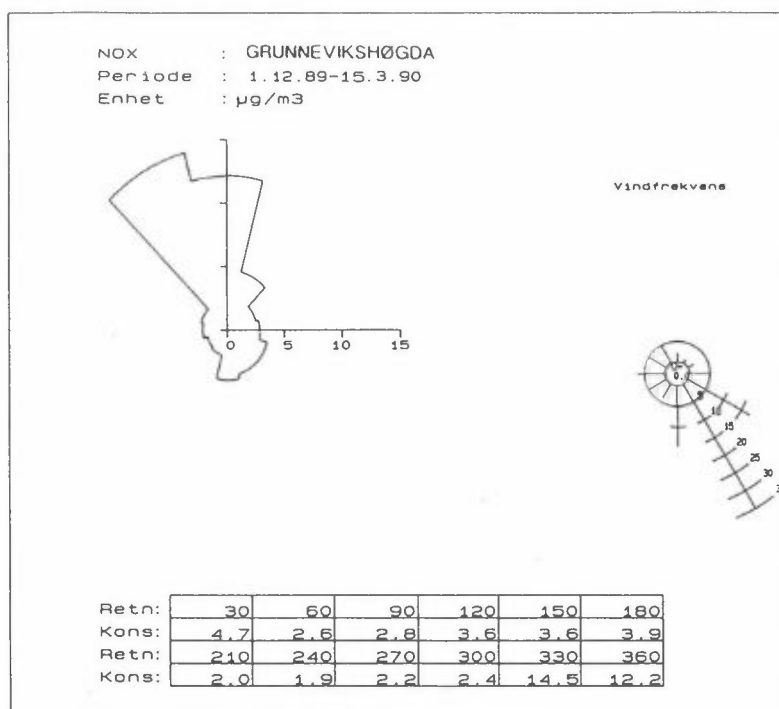 NOX : GRUNNEVIKSHØGDA
Periode : 1.12.89-15.3.90
Enhet : µg/m3
Vindfrekvens
0 5 10 15
0.
5
10
15
20
25
30
Retn: 30 60 90 120 150 180
Kons: 4.7 2.6 2.8 3.6 3.6 3.9
Retn: 210 240 270 300 330 360
Kons: 2.0 1.9 2.2 2.4 14.5 12.2